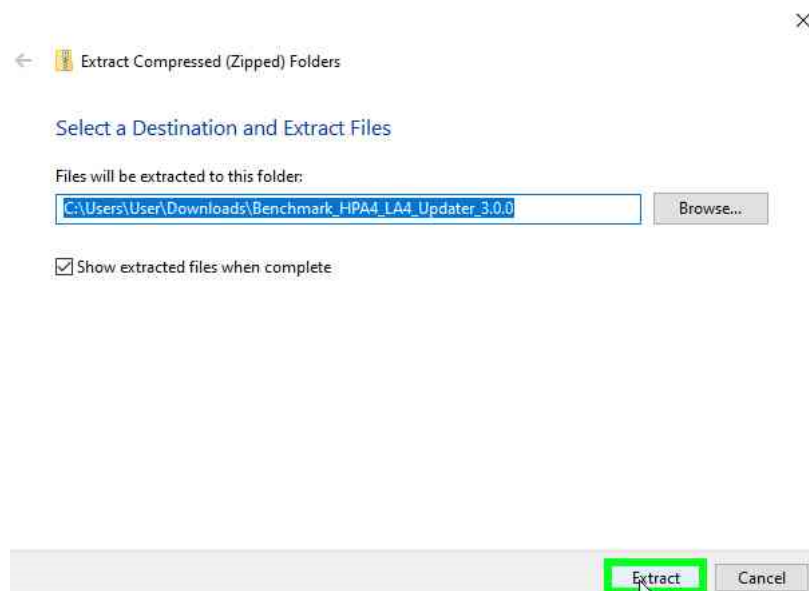 Extract Compressed (Zipped) Folders
Select a Destination and Extract Files
Files will be extracted to this folder:
C:\Users\User\Downloads\Benchmark_HPA4_LA4_Updater_3.0.0
Browse...
Show extracted files when complete
Extract
Cancel